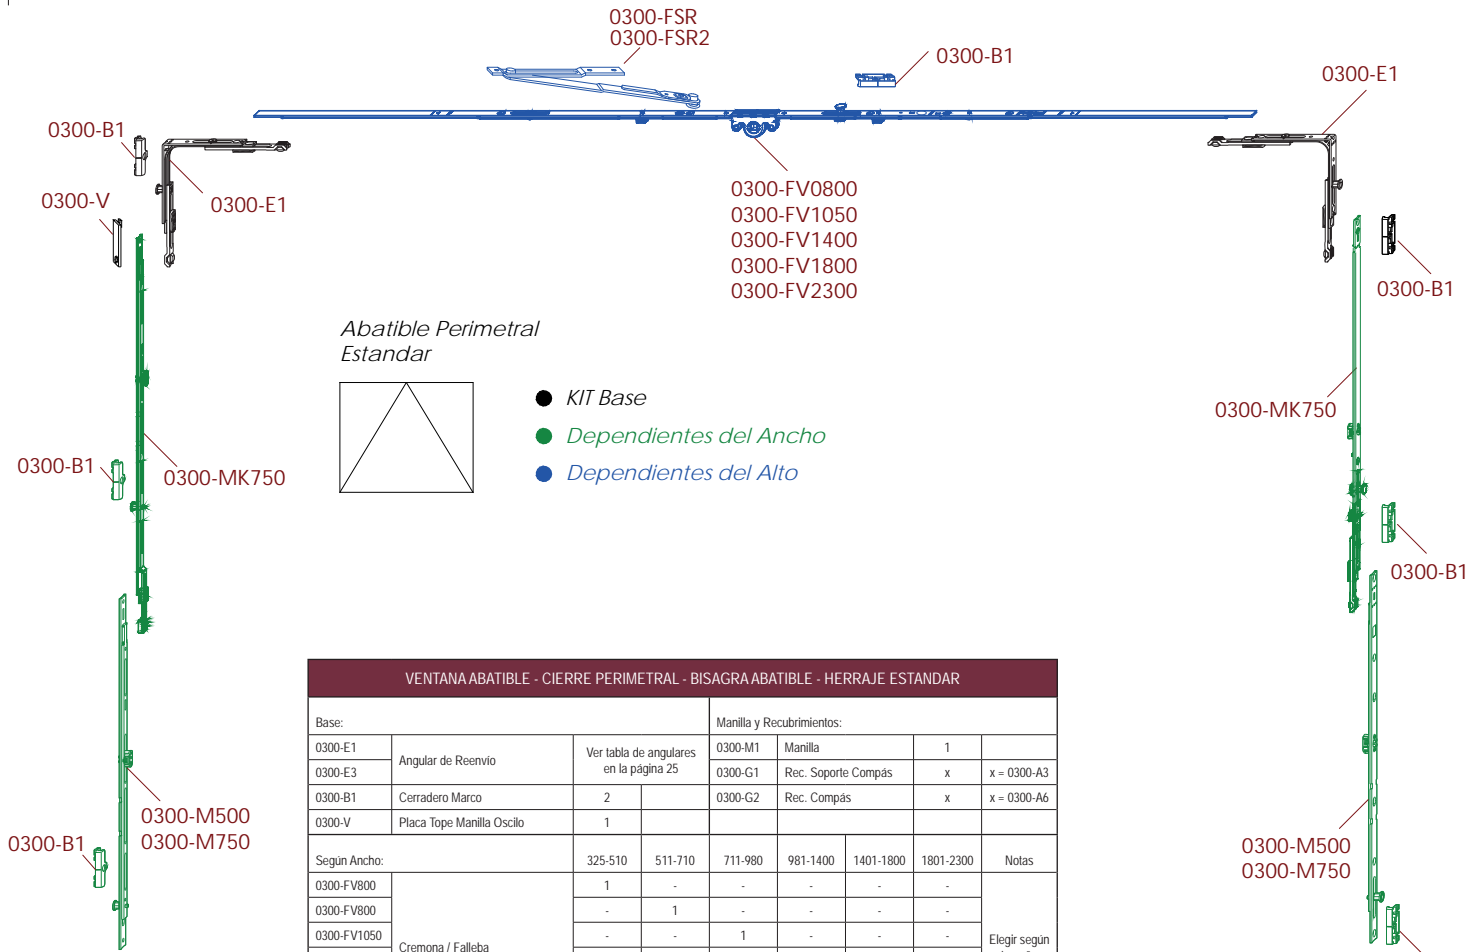 0300-FSR
0300-FSR2
0300-B1
0300-E1
0300-B1
0300-V
0300-E1
0300-FV0800
0300-FV1050
0300-FV1400
0300-FV1800
0300-FV2300
0300-B1
Abatible Perimetral
Estandar
KIT Base
Dependientes del Ancho
Dependientes del Alto
0300-MK750
0300-B1
0300-MK750
0300-B1
0300-M500
0300-M750
0300-B1
0300-M500
0300-M750
VENTANA ABATIBLE - CIERRE PERIMETRAL - BISAGRA ABATIBLE - HERRAJE ESTANDAR
Base: Manilla y Recubrimientos:
0300-E1 Angular de Reenvío Ver tabla de angulares en la página 25 0300-M1 Manilla 1
0300-E3 0300-G1 Rec. Soporte Compás x x = 0300-A3
0300-B1 Cerradero Marco 2 0300-G2 Rec. Compás x x = 0300-A6
0300-V Placa Tope Manilla Oscilo 1
Según Ancho: 325-510 511-710 711-980 981-1400 1401-1800 1801-2300 Notas
0300-FV800 1 - - - - -
0300-FV800 - 1 - - - -
0300-FV1050 - - 1 - - -
Cremona / Falleba
Elegir según